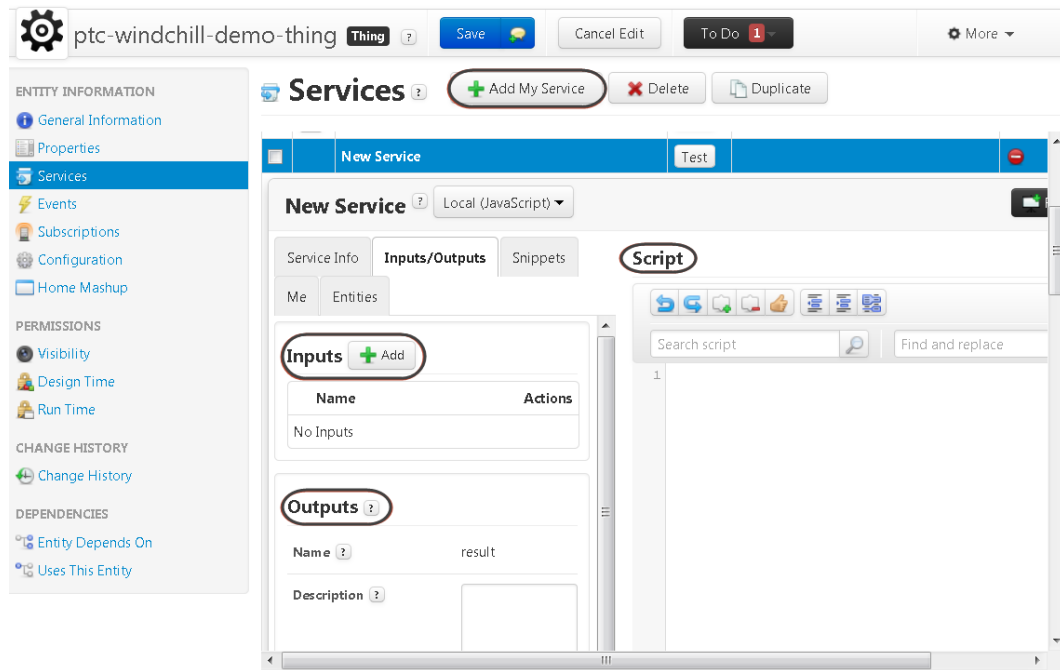 ptc-windchill-demo-thing Thing ? Save Cancel Edit To Do 1 More
ENTITY INFORMATION
General Information
Properties
Services
Events
Subscriptions
Configuration
Home Mashup
PERMISSIONS
Visibility
Design Time
Run Time
CHANGE HISTORY
Change History
DEPENDENCIES
Entity Depends On
Uses This Entity
Services ? Add My Service Delete Duplicate
New Service Test
New Service ? Local (JavaScript)
Service Info Inputs/Outputs Snippets
Me Entities
Inputs Add
Name Actions
No Inputs
Outputs ?
Name ? result
Description ?
Script
Search script Find and replace
1